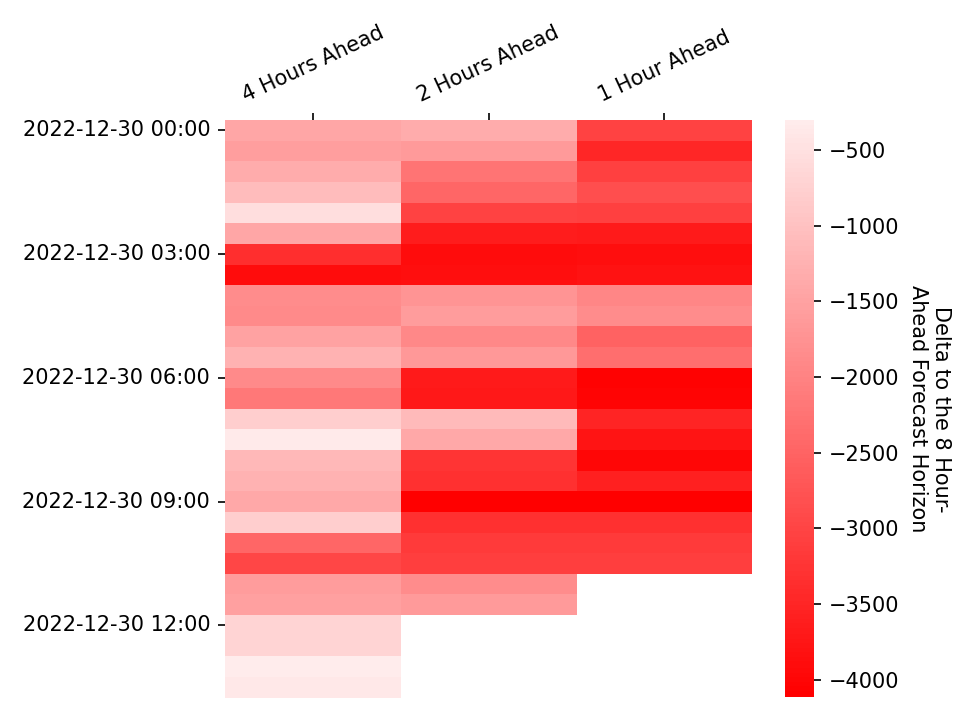 4 Hours Ahead
2 Hours Ahead
1 Hour Ahead
2022-12-30 00:00
2022-12-30 03:00
2022-12-30 06:00
2022-12-30 09:00
2022-12-30 12:00
−500
−1000
−1500
−2000
−2500
−3000
−3500
−4000
Delta to the 8 Hour-
Ahead Forecast Horizon